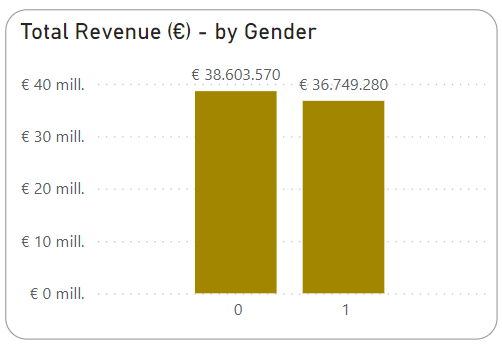 Total Revenue (€) - by Gender
€ 40 mill.
€ 38.603.570
€ 36.749.280
€ 30 mill.
€ 20 mill.
€ 10 mill.
€ 0 mill.
0
1